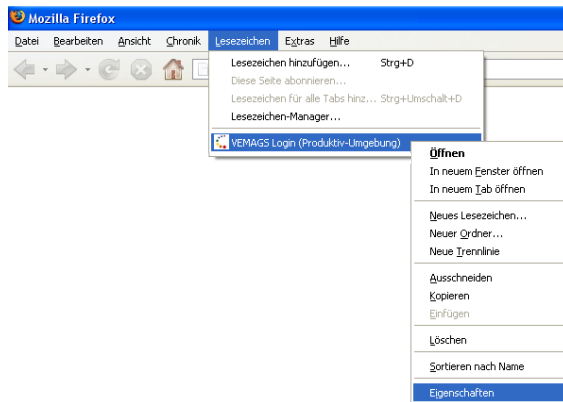 Mozilla Firefox
Datei Bearbeiten Ansicht Chronik Lesezeichen Extras Hilfe
Lesezeichen hinzufügen... Strg+D
Diese Seite abonnieren...
Lesezeichen für alle Tabs hinz... Strg+Umschalt+D
Lesezeichen-Manager...
VEMAGS Login (Produktiv-Umgebung)
Öffnen
In neuem Fenster öffnen
In neuem Tab öffnen
Neues Lesezeichen...
Neuer Ordner...
Neue Trennlinie
Ausschneiden
Kopieren
Einfügen
Löschen
Sortieren nach Name
Eigenschaften